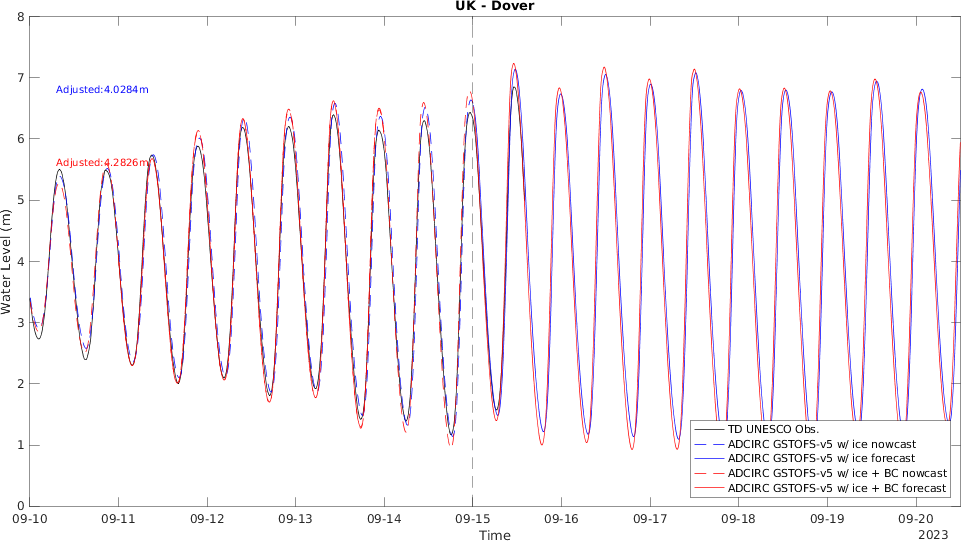 UK - Dover
8
7
6
5
4
3
2
1
0
Water Level (m)
Adjusted:4.0284m
Adjusted:4.2826m
TD UNESCO Obs.
ADCIRC GSTOFS-v5 w/ ice nowcast
ADCIRC GSTOFS-v5 w/ ice forecast
ADCIRC GSTOFS-v5 w/ ice + BC nowcast
ADCIRC GSTOFS-v5 w/ ice + BC forecast
09-10 09-11 09-12 09-13 09-14 09-15 09-16 09-17 09-18 09-19 09-20
Time
2023